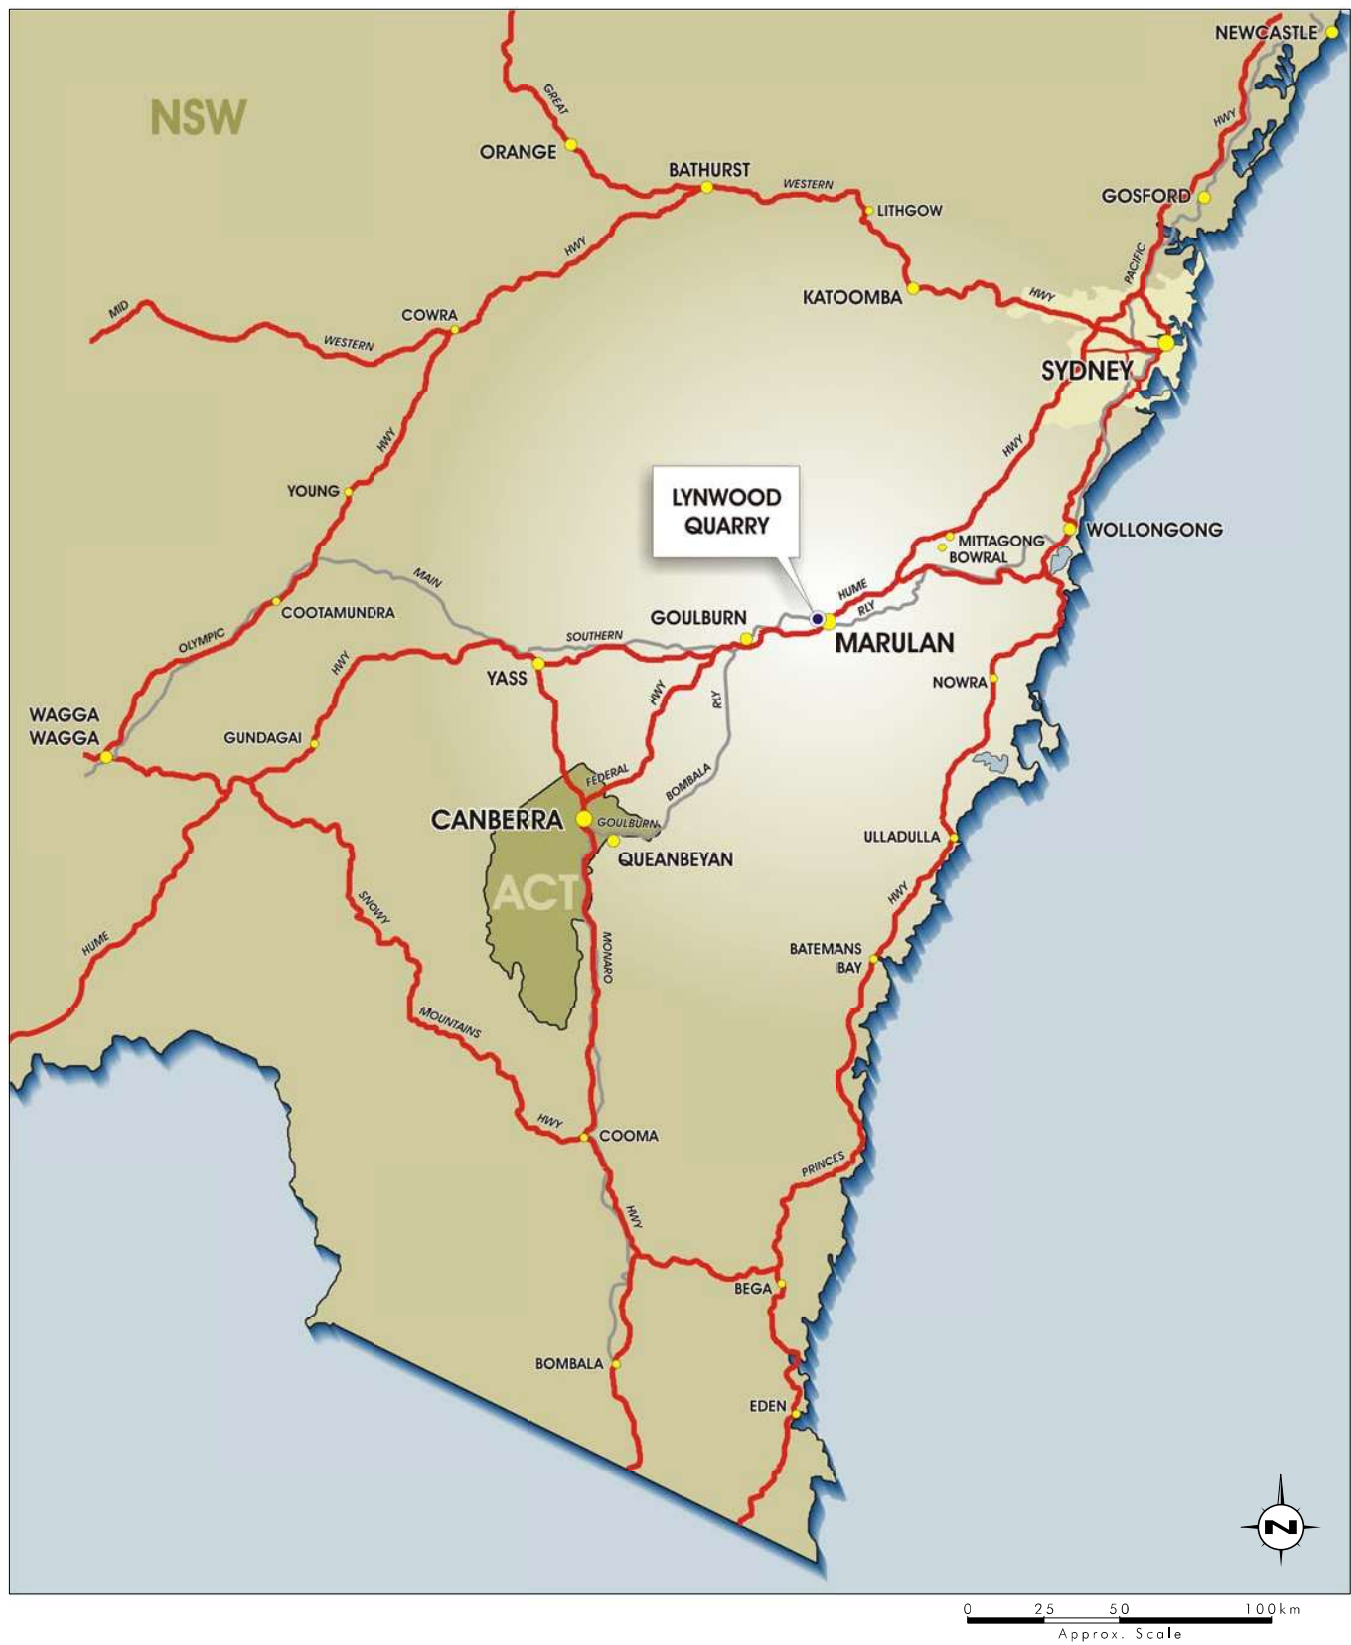 NEWCASTLE
NSW
GREAT
HWY
ORANGE
BATHURST
WESTERN
LITHGOW
GOSFORD
HWY
PACIFIC
KATOOMBA
HWY
MID
COWRA
WESTERN
SYDNEY
HWY
HWY
LYNWOOD
QUARRY
YOUNG
WOLLONGONG
MITTAGONG
BOWRAL
MAIN
HUME
RLY
COOTAMUNDRA
GOULBURN
SOUTHERN
MARULAN
OLYMPIC
HWY
YASS
NOWRA
HWY
RLY
WAGGA
WAGGA
GUNDAGAI
FEDERAL
BOMBALA
CANBERRA
GOULBURN
ULLADULLA
QUEANBEYAN
ACT
HWY
SNOWY
HUME
MONARO
BATEMANS
BAY
MOUNTAINS
HWY
COOMA
PRINCES
HWY
BEGA
BOMBALA
EDEN
N
0 25 50 100km
Approx. Scale